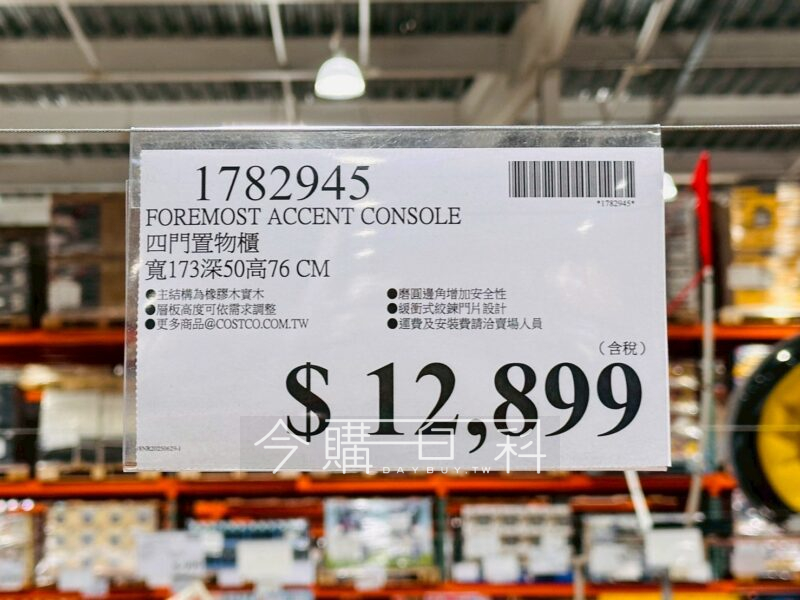 1782945
*1782945*
FOREMOST ACCENT CONSOLE
四門置物櫃
寬173深50高76 CM
●主結構為橡膠木實木
●層板高度可依需求調整
●更多商品@COSTCO.COM.TW
●磨圓邊角增加安全性
●緩衝式鉸鍊門片設計
●運費及安裝費請洽賣場人員
(含稅)
$ 12,899
今購百科
DAYBUY.TW